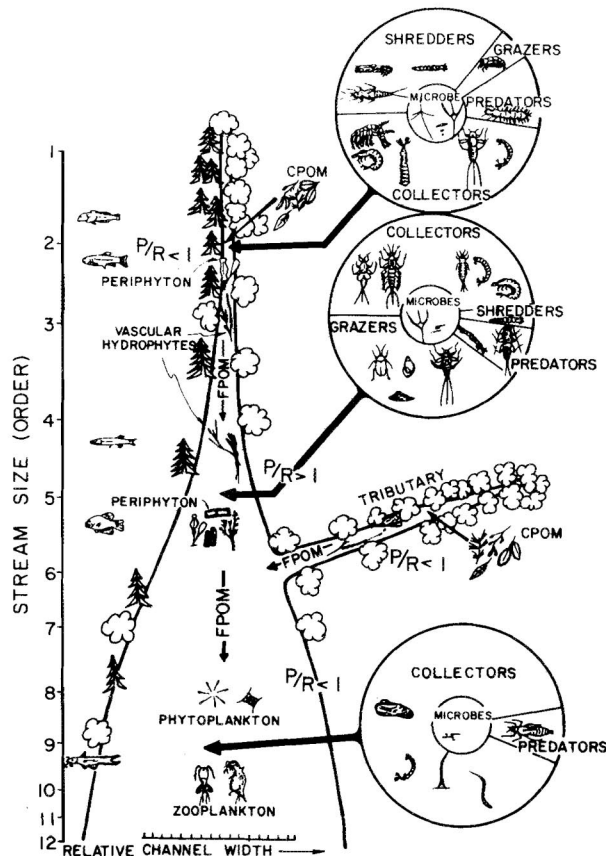 SHREDDERS
GRAZERS
MICROBE
PREDATORS
COLLECTORS
1
CPOM
2
P/R < 1
PERIPHYTON
COLLECTORS
MICROBES
SHREDDERS
GRAZERS
PREDATORS
3
VASCULAR
HYDROPHYTES
FPOM
4
P/R > 1
STREAM SIZE (ORDER)
5
PERIPHYTON
TRIBUTARY
CPOM
FPOM
P/R < 1
6
FPOM
7
P/R < 1
COLLECTORS
8
MICROBES
PHYTOPLANKTON
PREDATORS
9
10
ZOOPLANKTON
11
12
RELATIVE CHANNEL WIDTH